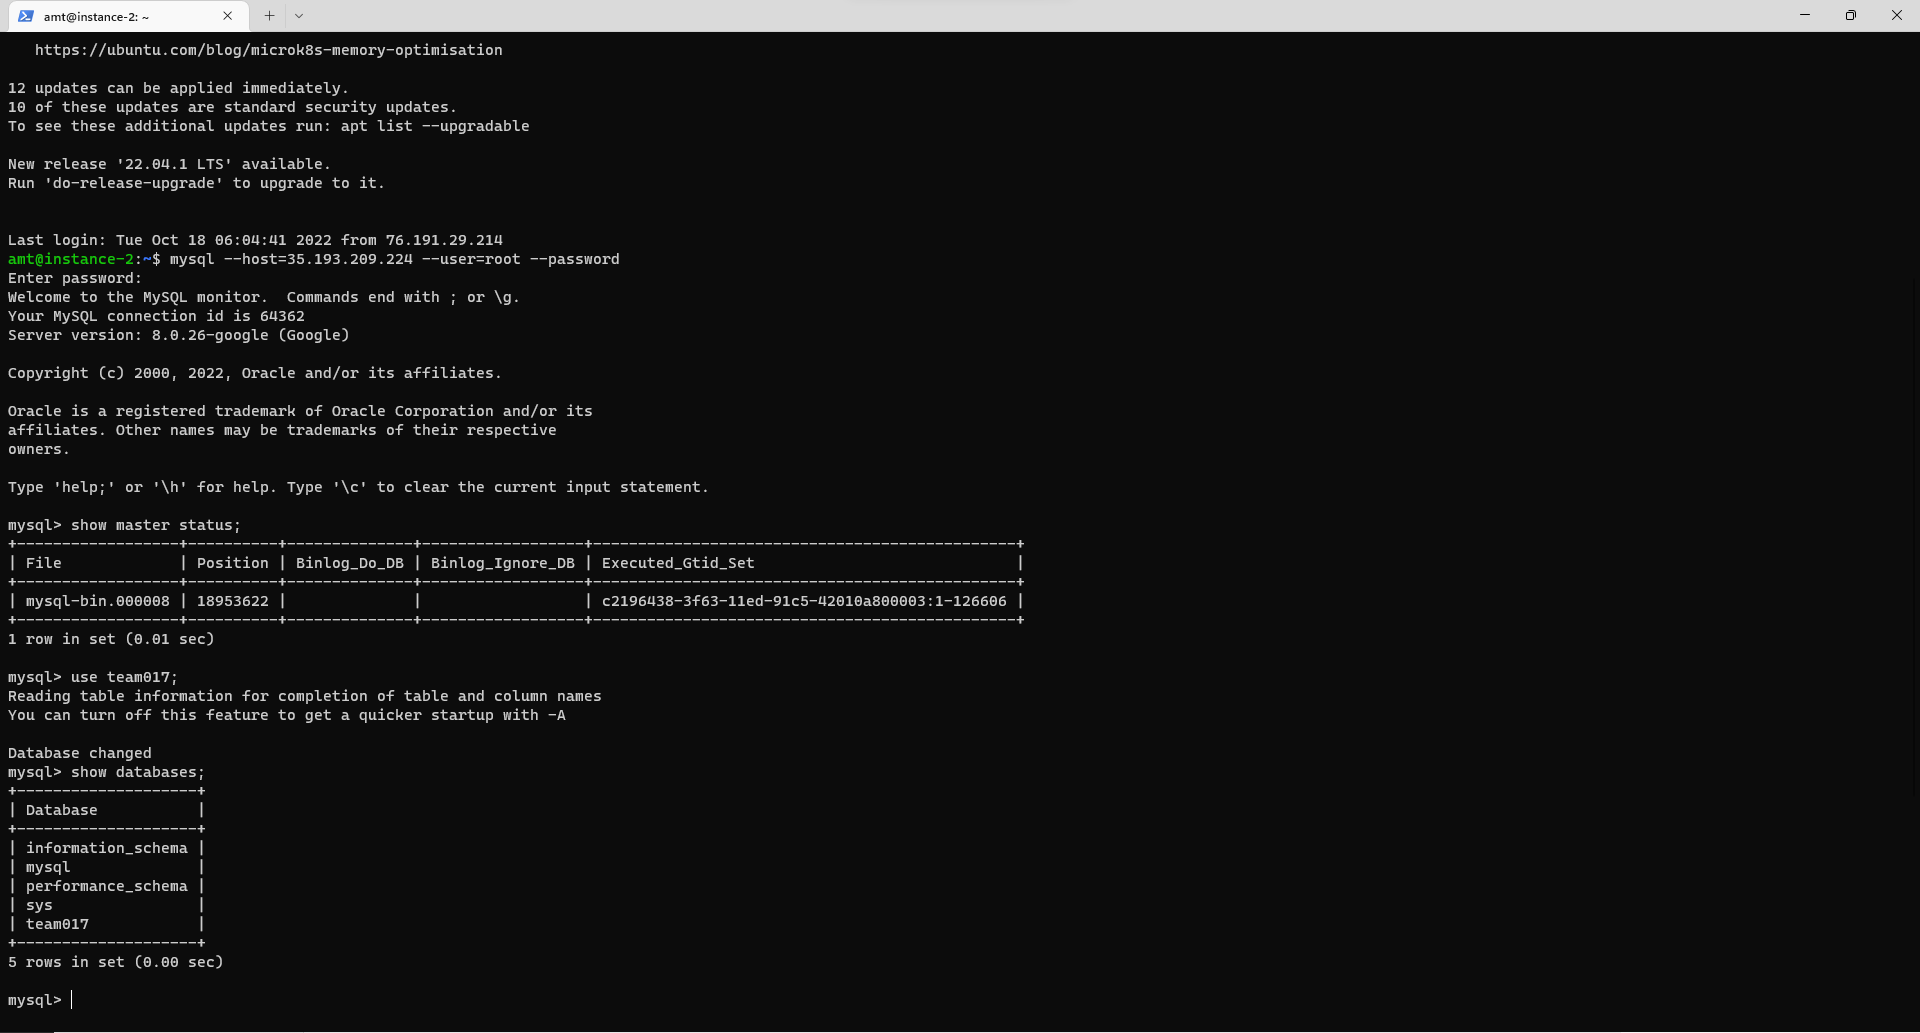 amt@instance-2: ~
https://ubuntu.com/blog/microk8s-memory-optimisation
12 updates can be applied immediately.
10 of these updates are standard security updates.
To see these additional updates run: apt list --upgradable
New release '22.04.1 LTS' available.
Run 'do-release-upgrade' to upgrade to it.
Last login: Tue Oct 18 06:04:41 2022 from 76.191.29.214
amt@instance-2:~$ mysql --host=35.193.209.224 --user=root --password
Enter password:
Welcome to the MySQL monitor.  Commands end with ; or \g.
Your MySQL connection id is 64362
Server version: 8.0.26-google (Google)
Copyright (c) 2000, 2022, Oracle and/or its affiliates.
Oracle is a registered trademark of Oracle Corporation and/or its
affiliates. Other names may be trademarks of their respective
owners.
Type 'help;' or '\h' for help. Type '\c' to clear the current input statement.
mysql> show master status;
+------------------+----------+--------------+------------------+-----------------------------------------------+
| File             | Position | Binlog_Do_DB | Binlog_Ignore_DB | Executed_Gtid_Set                             |
+------------------+----------+--------------+------------------+-----------------------------------------------+
| mysql-bin.000008 | 18953622 |              |                  | c2196438-3f63-11ed-91c5-42010a800003:1-126606 |
+------------------+----------+--------------+------------------+-----------------------------------------------+
1 row in set (0.01 sec)
mysql> use team017;
Reading table information for completion of table and column names
You can turn off this feature to get a quicker startup with -A
Database changed
mysql> show databases;
+--------------------+
| Database           |
+--------------------+
| information_schema |
| mysql              |
| performance_schema |
| sys                |
| team017            |
+--------------------+
5 rows in set (0.00 sec)
mysql>